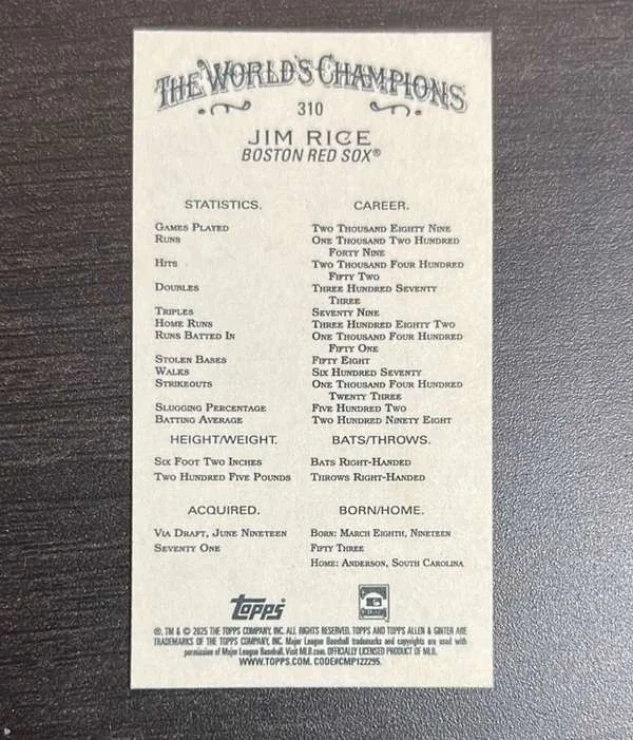 THE WORLD'S CHAMPIONS
310
JIM RICE
BOSTON RED SOX®
STATISTICS. CAREER.
GAMES PLAYED TWO THOUSAND EIGHTY NINE
RUNS ONE THOUSAND TWO HUNDRED
FORTY NINE
HITS TWO THOUSAND FOUR HUNDRED
FIFTY TWO
DOUBLES THREE HUNDRED SEVENTY
THREE
TRIPLES SEVENTY NINE
HOME RUNS THREE HUNDRED EIGHTY TWO
RUNS BATTED IN ONE THOUSAND FOUR HUNDRED
FIFTY ONE
STOLEN BASES FIFTY EIGHT
WALKS SIX HUNDRED SEVENTY
STRIKEOUTS ONE THOUSAND FOUR HUNDRED
TWENTY THREE
SLUGGING PERCENTAGE FIVE HUNDRED TWO
BATTING AVERAGE TWO HUNDRED NINETY EIGHT
HEIGHT/WEIGHT. BATS/THROWS.
SIX FOOT TWO INCHES BATS RIGHT-HANDED
TWO HUNDRED FIVE POUNDS THROWS RIGHT-HANDED
ACQUIRED. BORN/HOME.
VIA DRAFT, JUNE NINETEEN BORN: MARCH EIGHTH, NINETEEN
SEVENTY ONE FIFTY THREE
HOME: ANDERSON, SOUTH CAROLINA
TOPPS
®, TM & © 2025 THE TOPPS COMPANY, INC. ALL RIGHTS RESERVED. TOPPS AND TOPPS ALLEN & GINTER ARE
TRADEMARKS OF THE TOPPS COMPANY, INC. Major League Baseball trademarks and copyrights are used with
permission of Major League Baseball. Visit MLB.com. OFFICIALLY LICENSED PRODUCT OF MLB.
WWW.TOPPS.COM. CODE#CMP122295.